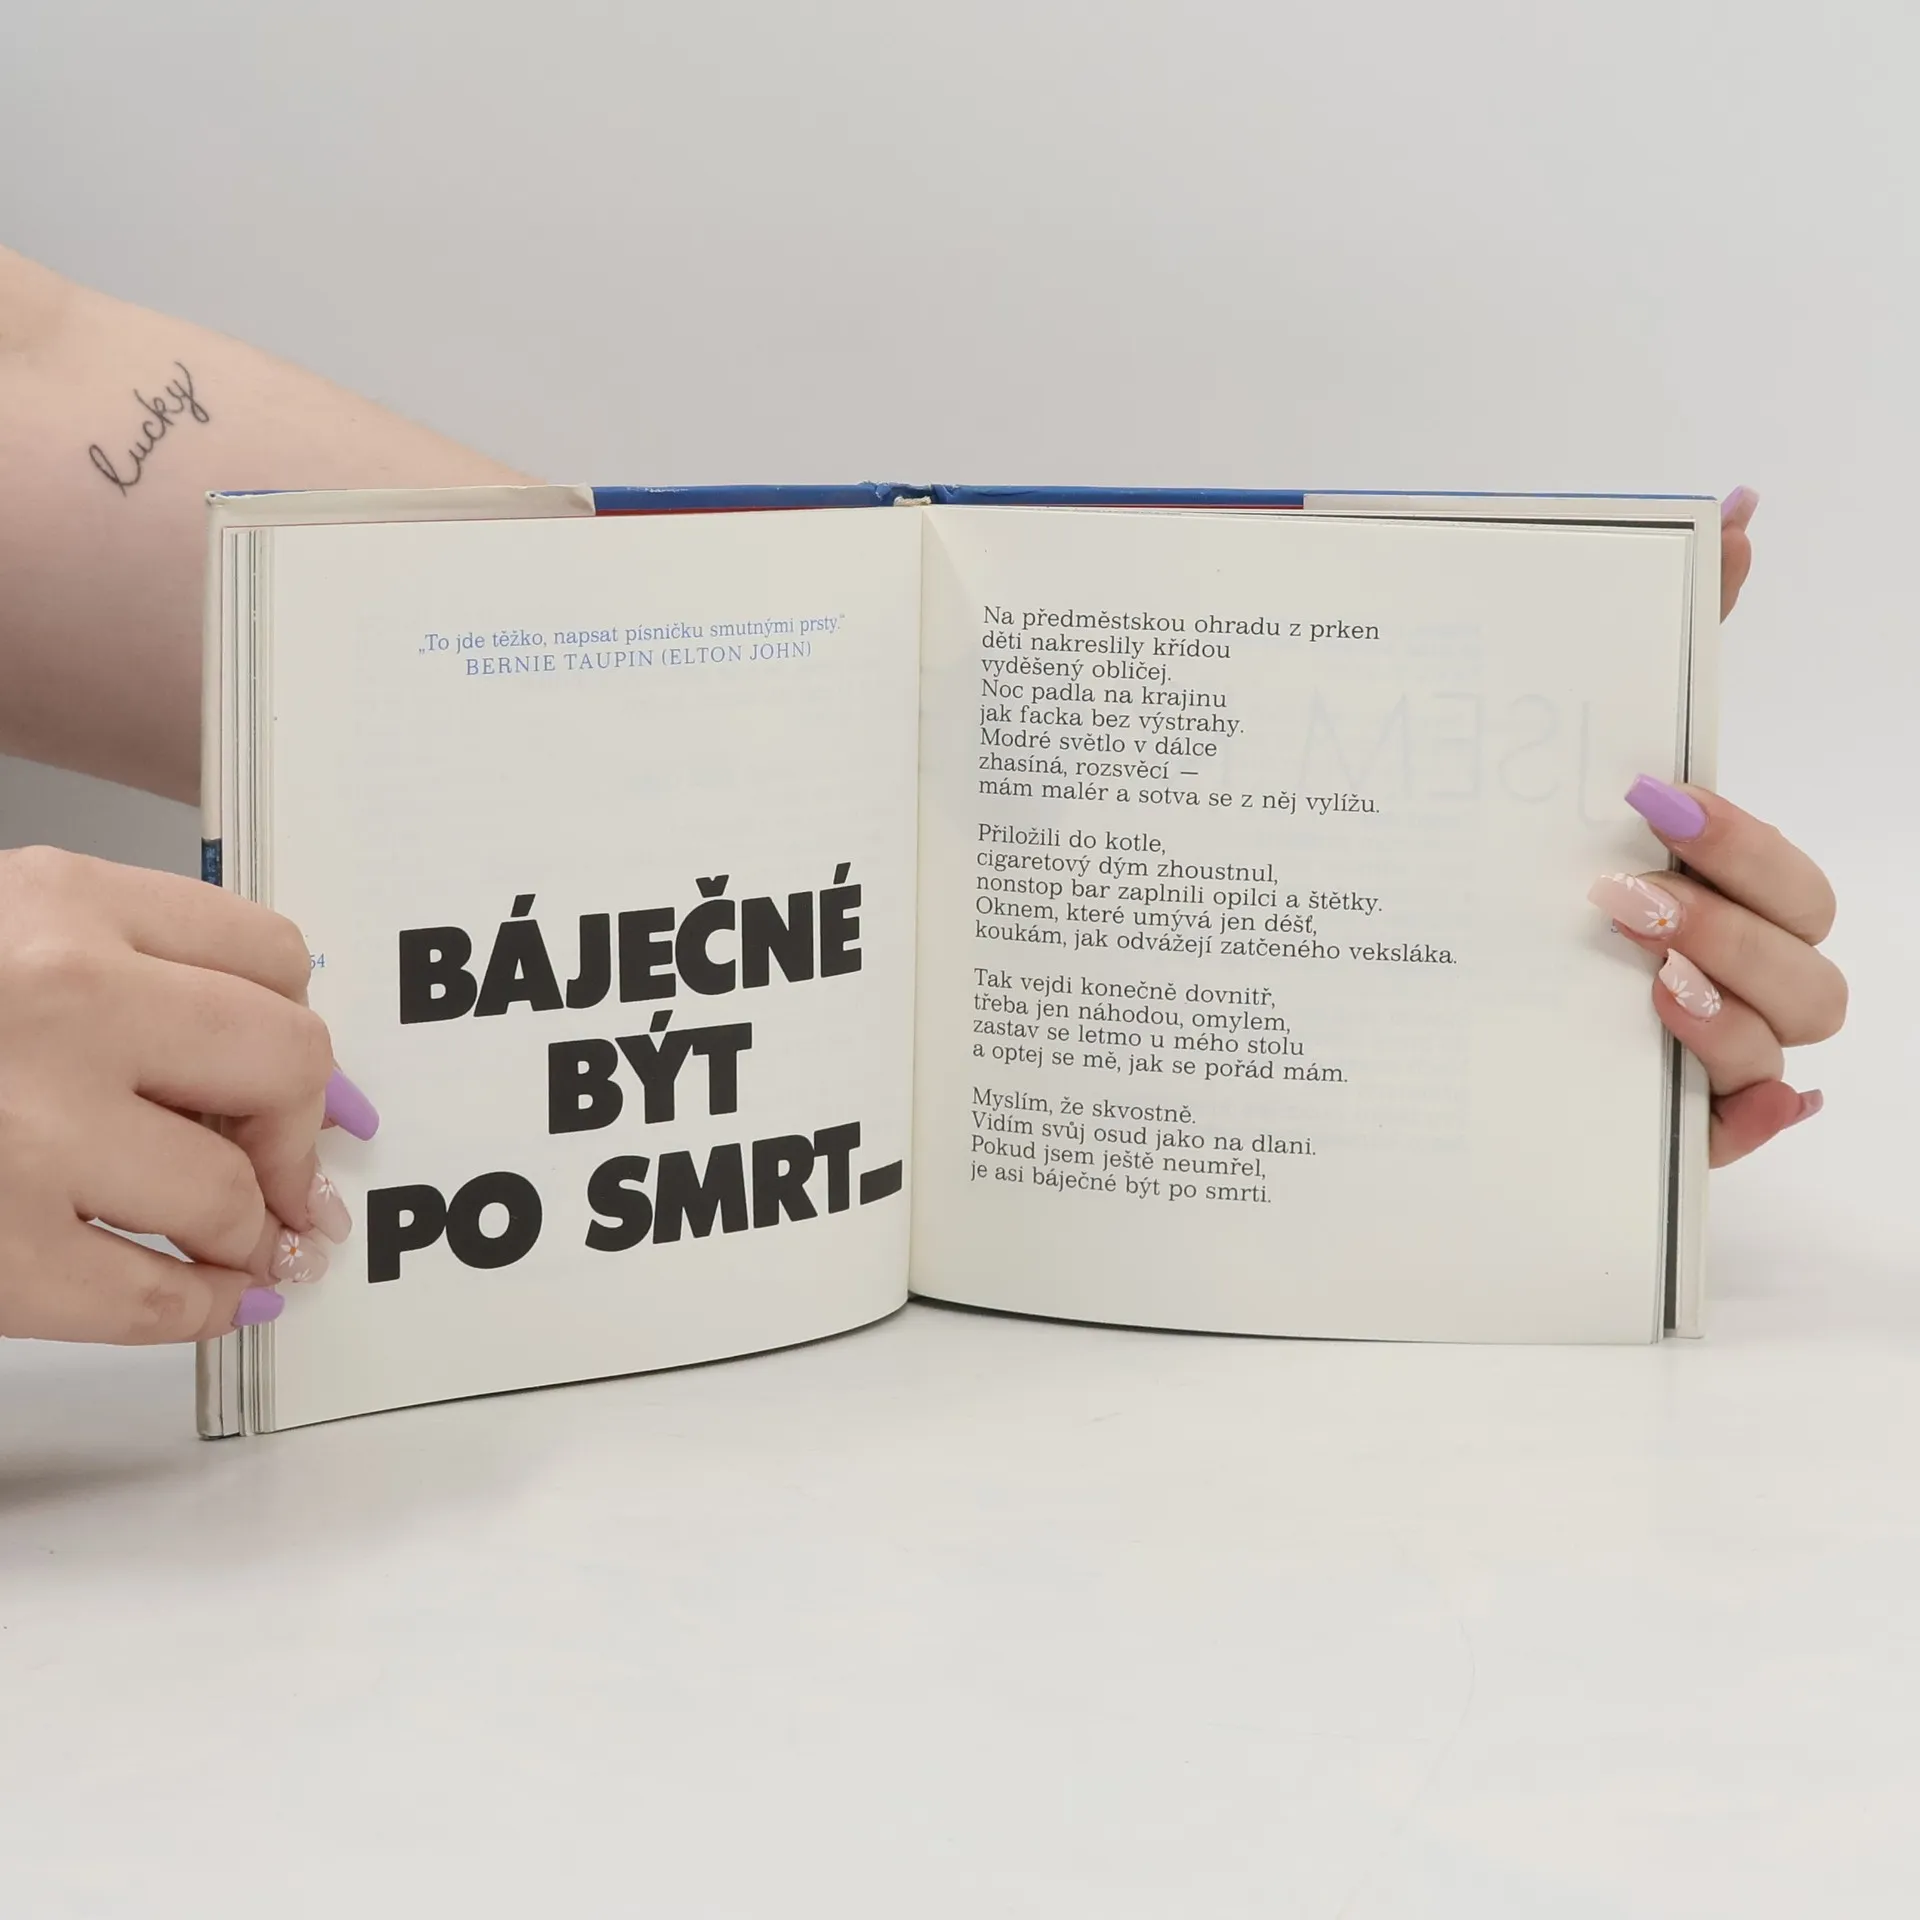 lucky
„To jde těžko, napsat písničku smutnými prsty.“
BERNIE TAUPIN (ELTON JOHN)
54
BÁJEČNÉ
BÝT
PO SMRT...
Na předměstskou ohradu z prken
děti nakreslily křídou
vyděšený obličej.
Noc padla na krajinu
jak facka bez výstrahy.
Modré světlo v dálce
zhasíná, rozsvěcí —
mám malér a sotva se z něj vylížu.
Přiložili do kotle,
cigaretový dým zhoustnul,
nonstop bar zaplnili opilci a štětky.
Oknem, které umývá jen déšť,
koukám, jak odvážejí zatčeného veksláka.
Tak vejdi konečně dovnitř,
třeba jen náhodou, omylem,
zastav se letmo u mého stolu
a optej se mě, jak se pořád mám.
Myslím, že skvostně.
Vidím svůj osud jako na dlani.
Pokud jsem ještě neumřel,
je asi báječné být po smrti.